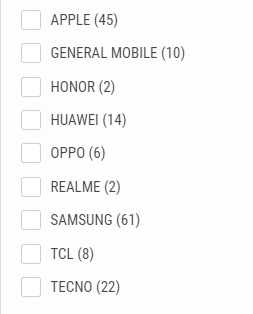 APPLE (45)
GENERAL MOBILE (10)
HONOR (2)
HUAWEI (14)
OPPO (6)
REALME (2)
SAMSUNG (61)
TCL (8)
TECNO (22)